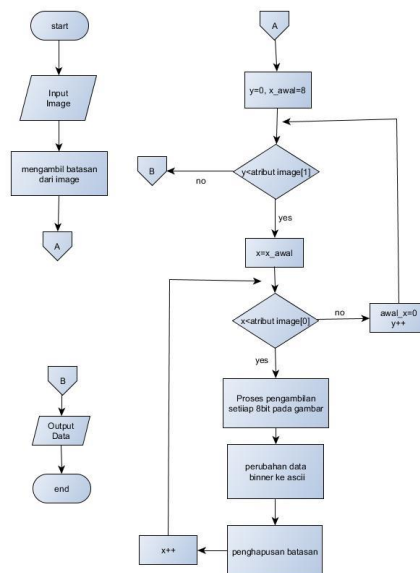 start
Input
Image
mengambil batasan
dari image
A
B
Output
Data
end
A
y=0, x_awal=8
y<atribut image[1]
no
B
yes
x=x_awal
x<atribut image[0]
no
awal_x=0
y++
yes
Proses pengambilan
setiiap 8bit pada gambar
perubahan data
binner ke ascii
penghapusan batasan
x++